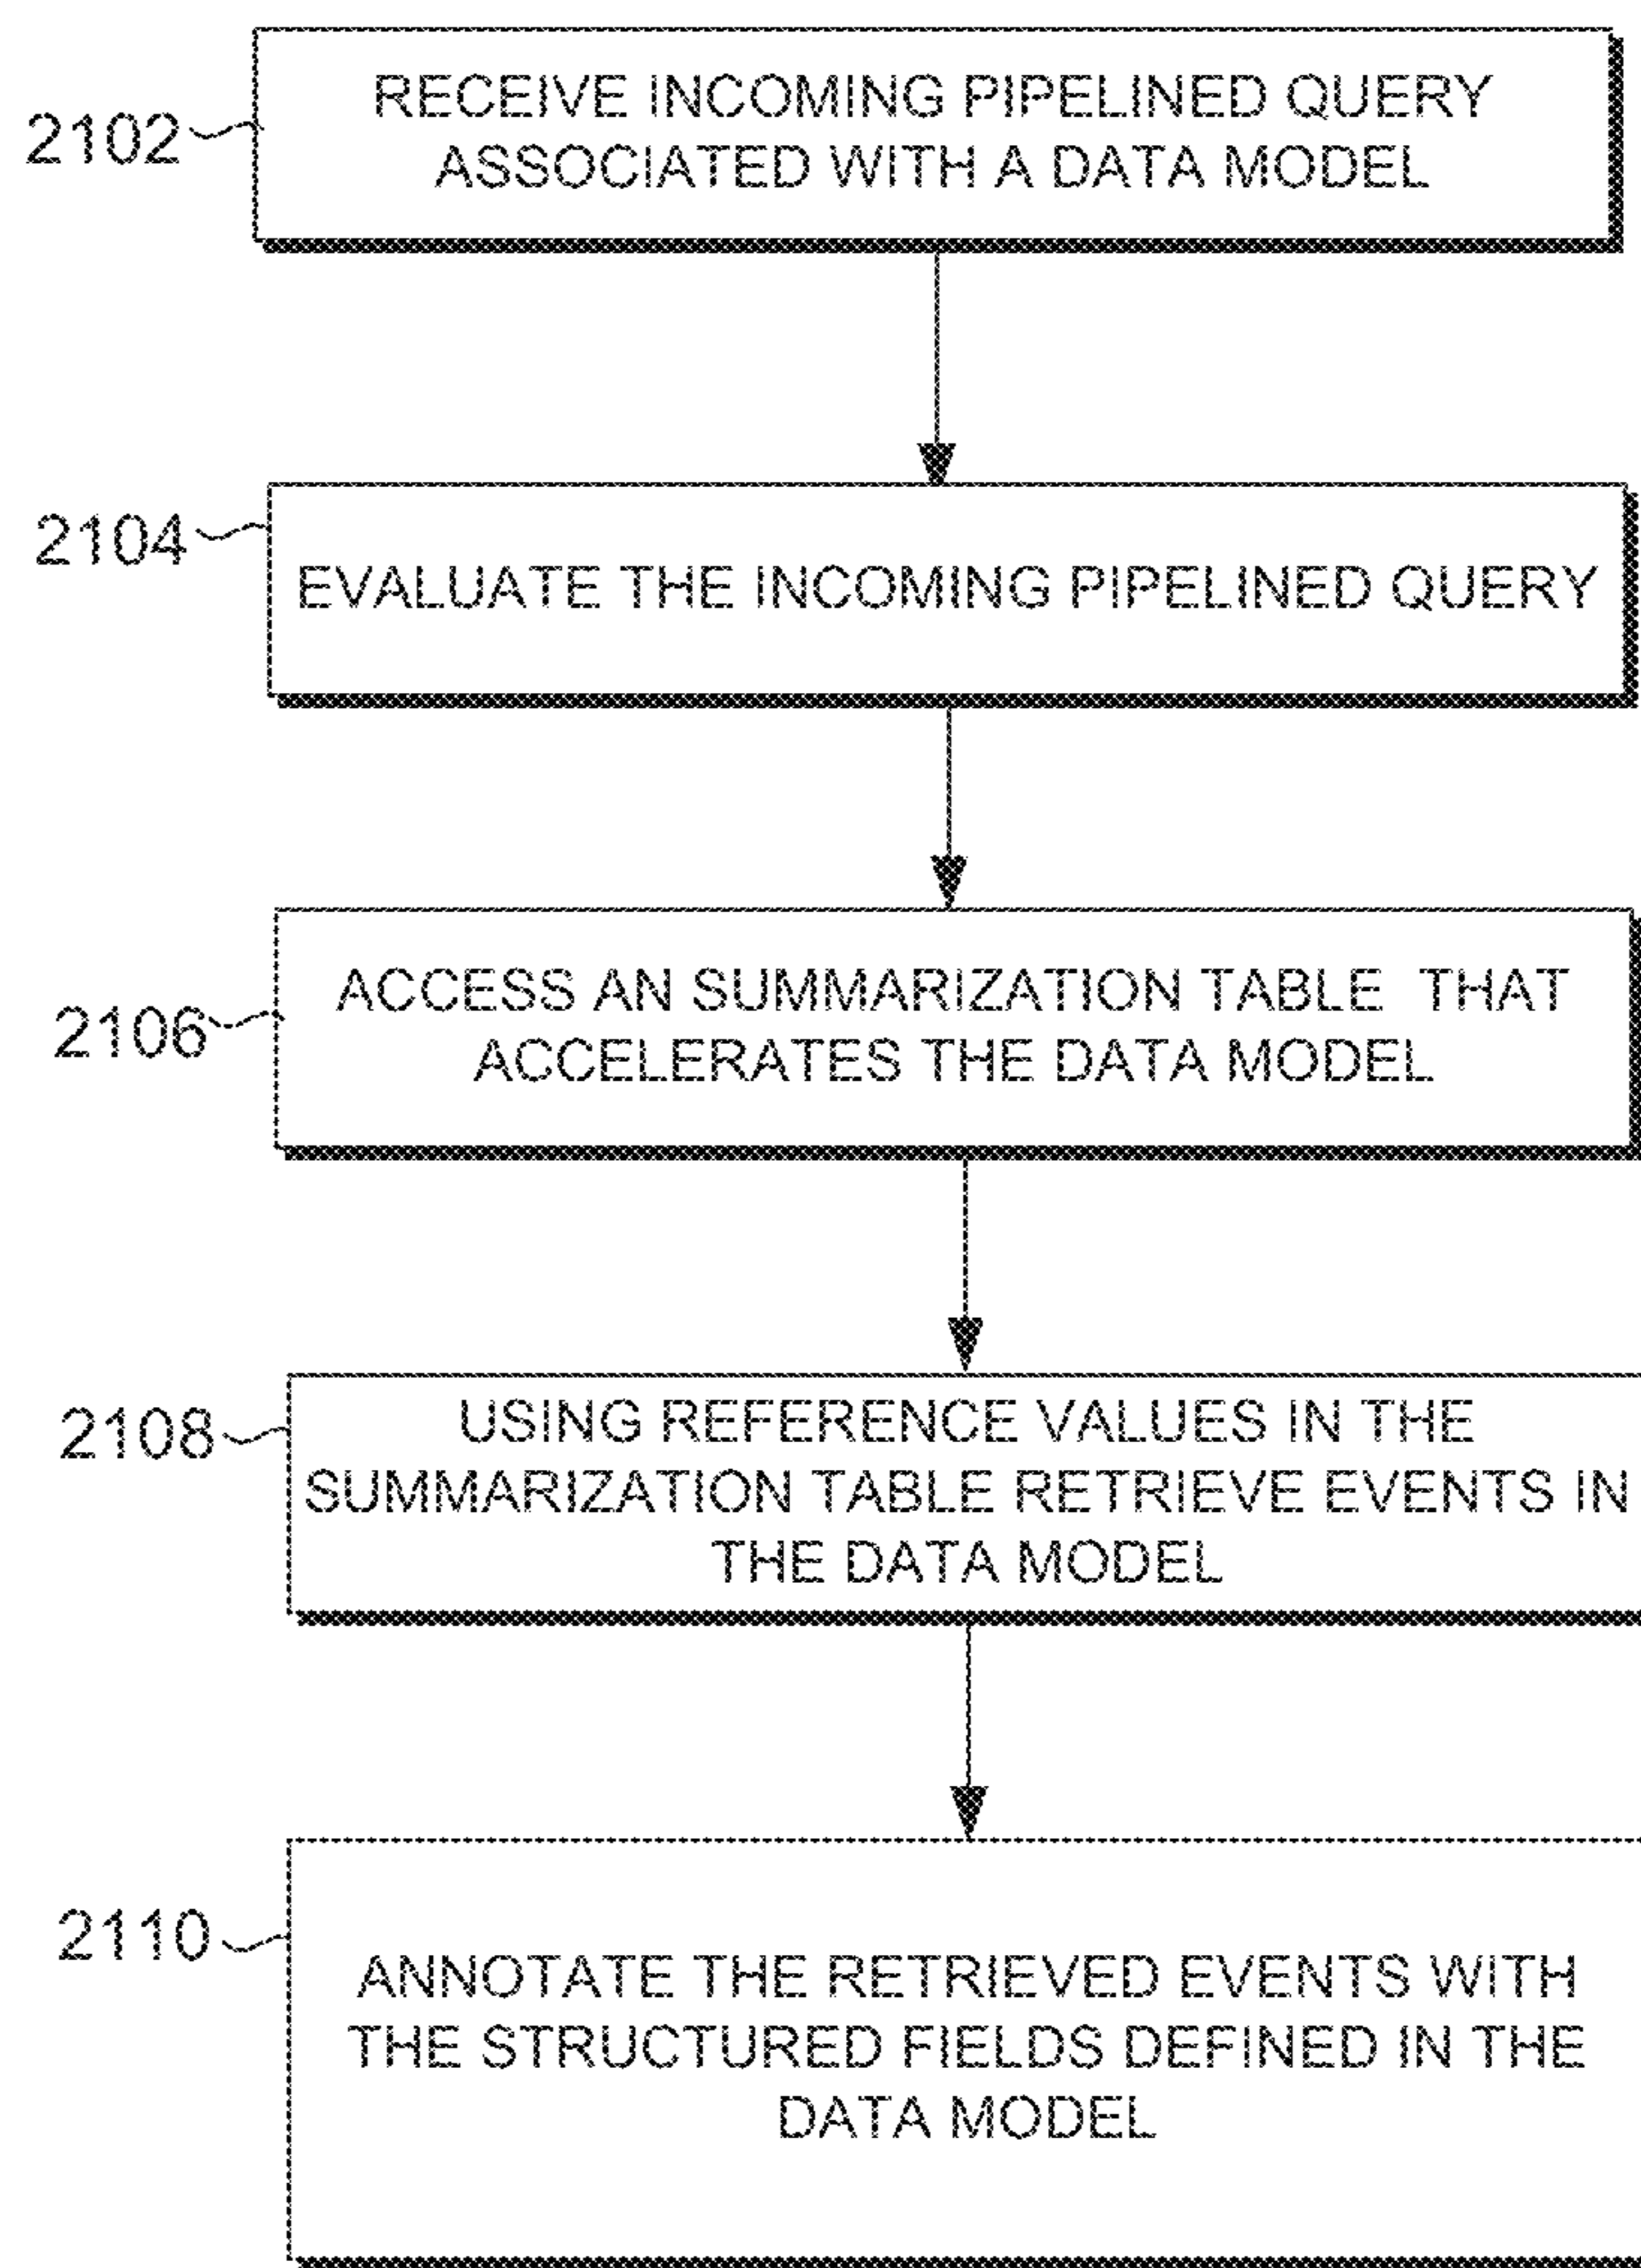 2102
RECEIVE INCOMING PIPELINED QUERY
ASSOCIATED WITH A DATA MODEL
2104
EVALUATE THE INCOMING PIPELINED QUERY
2106
ACCESS AN SUMMARIZATION TABLE THAT
ACCELERATES THE DATA MODEL
2108
USING REFERENCE VALUES IN THE
SUMMARIZATION TABLE RETRIEVE EVENTS IN
THE DATA MODEL
2110
ANNOTATE THE RETRIEVED EVENTS WITH
THE STRUCTURED FIELDS DEFINED IN THE
DATA MODEL